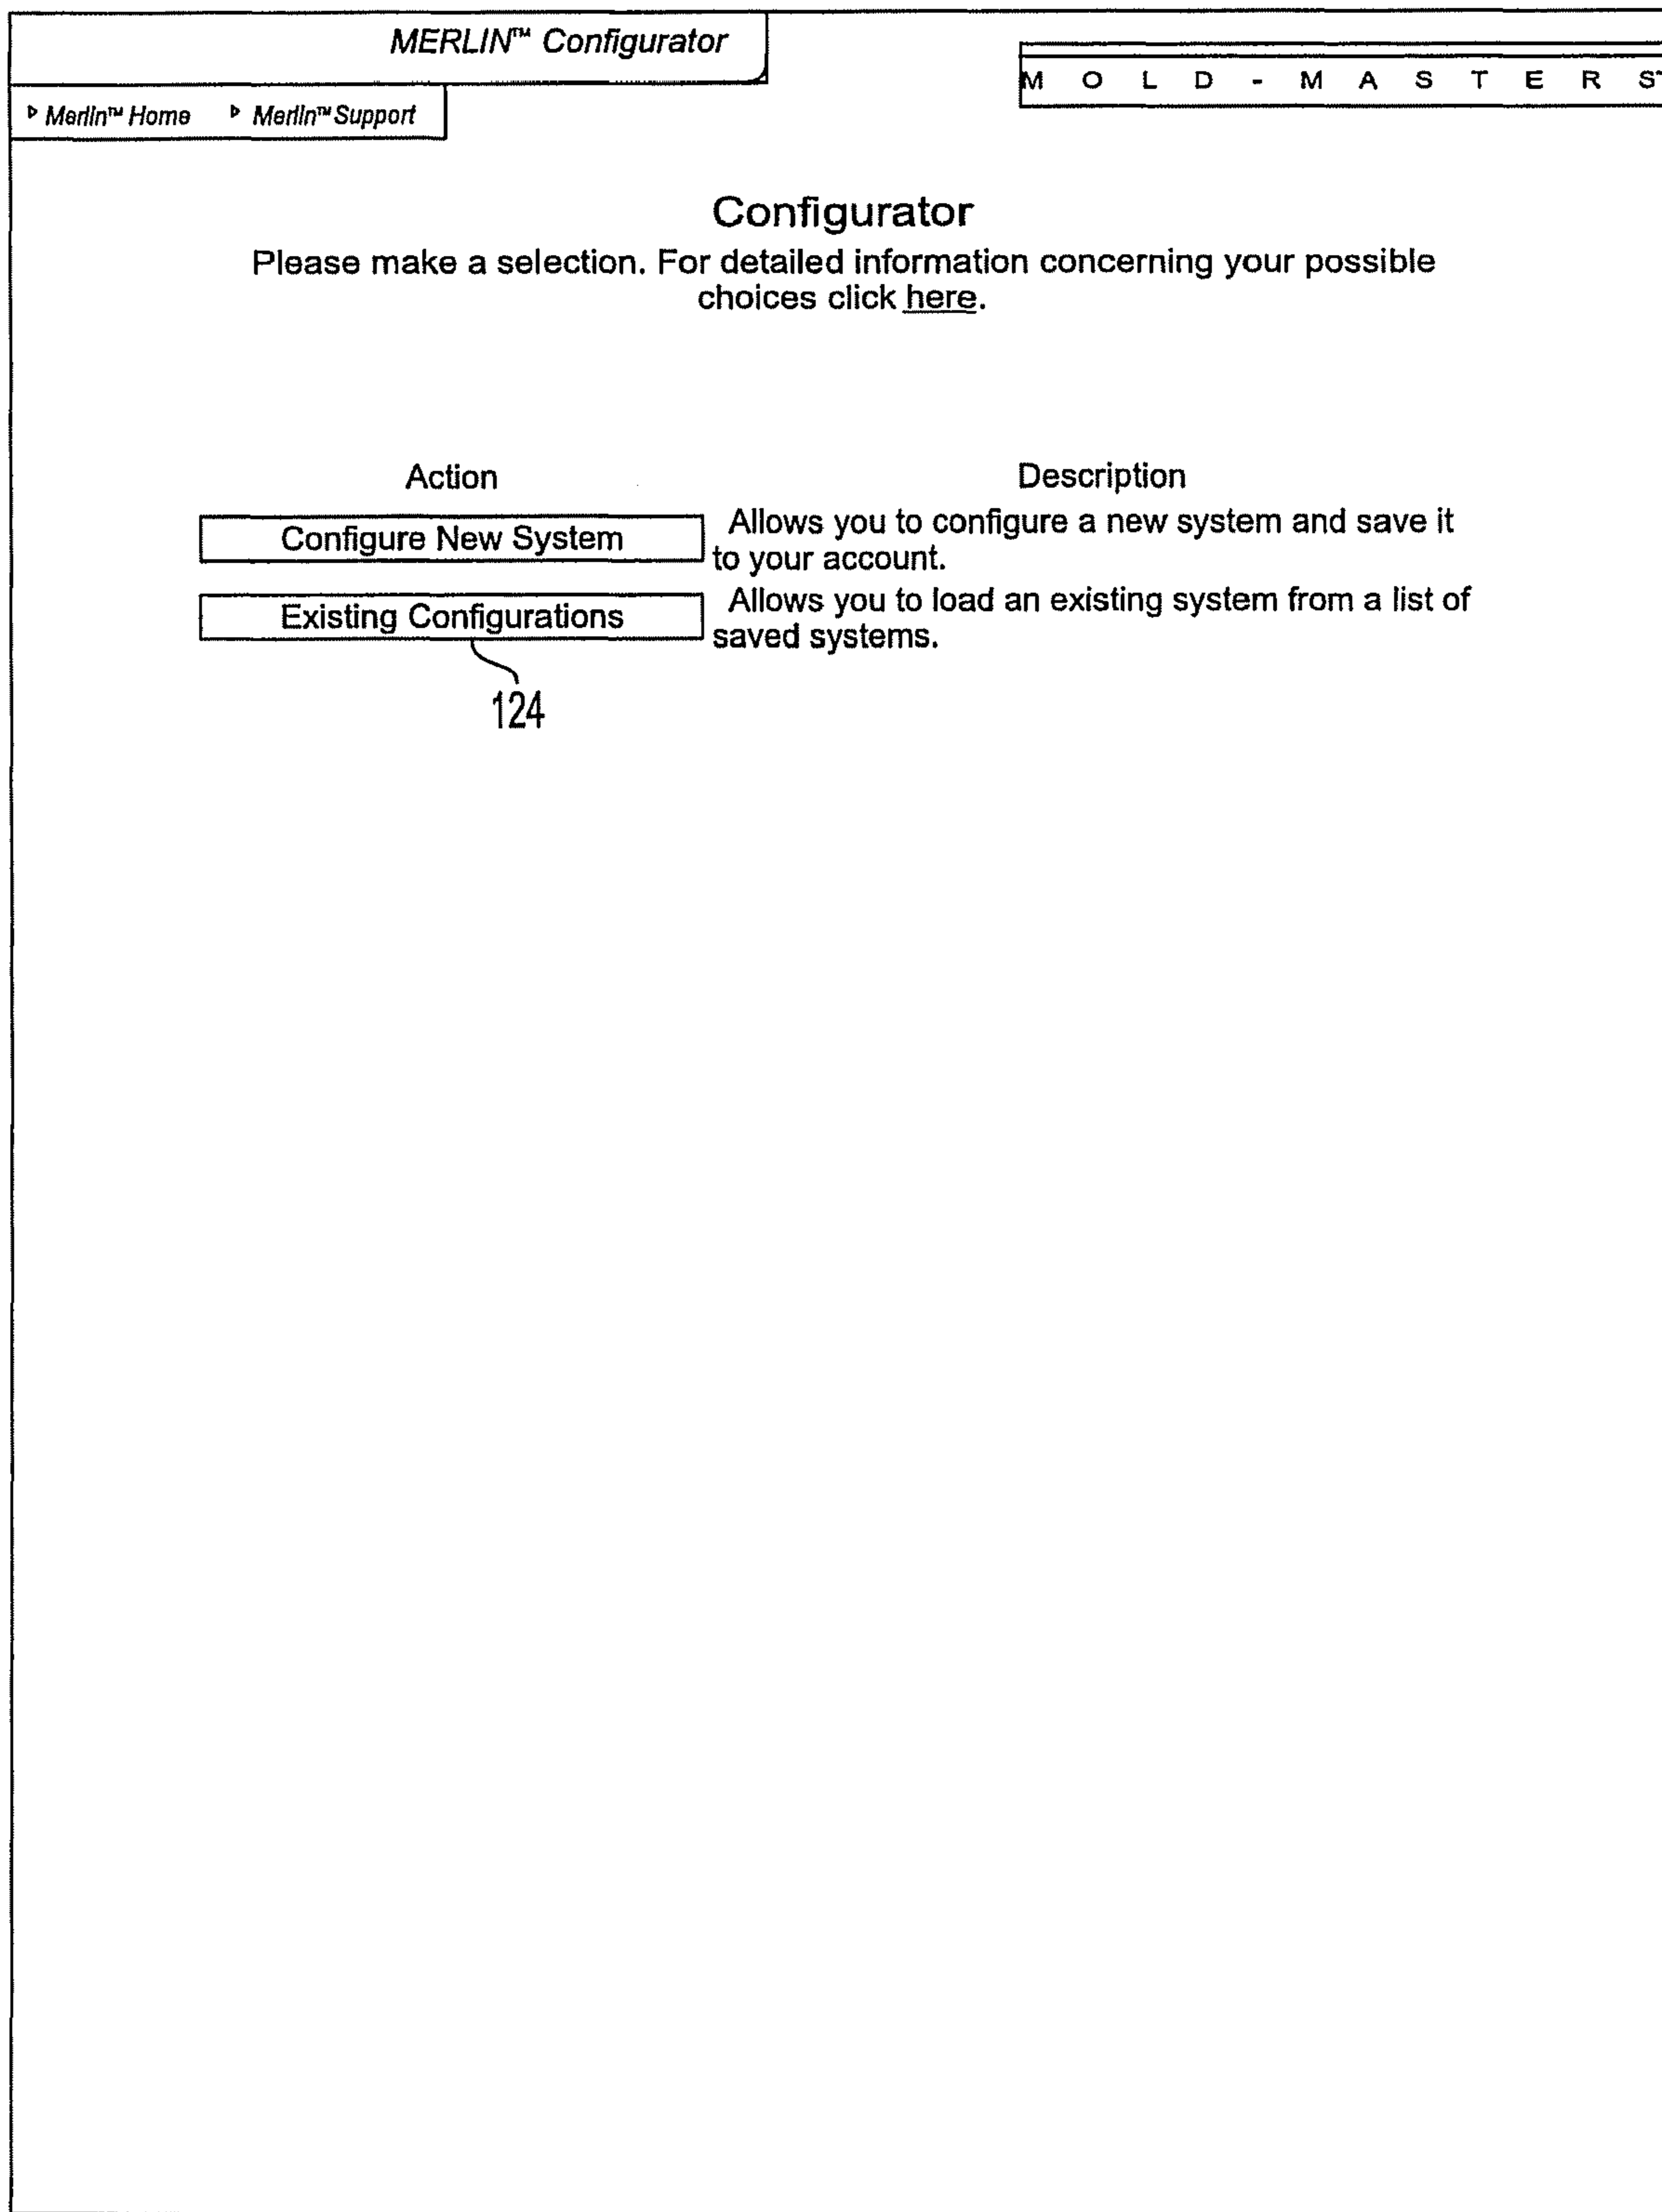 MERLIN™ Configurator
M O L D - M A S T E R S™
▹ Merlin™ Home ▹ Merlin™ Support
Configurator
Please make a selection. For detailed information concerning your possible
choices click here.
Action Description
Configure New System Allows you to configure a new system and save it
to your account.
Existing Configurations Allows you to load an existing system from a list of
saved systems.
124